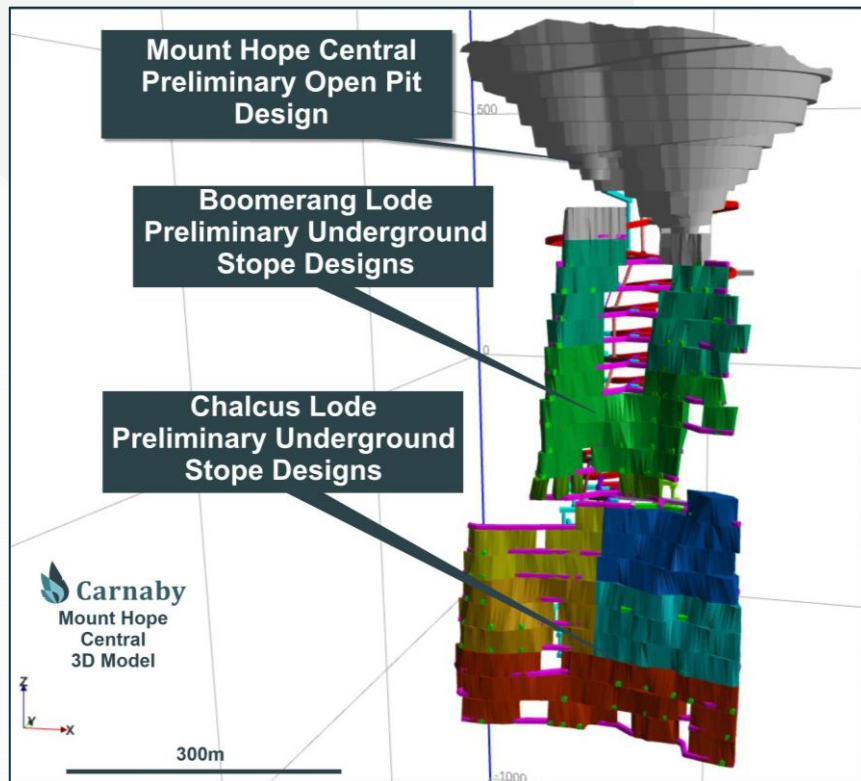 Mount Hope Central
Preliminary Open Pit
Design
500
Boomerang Lode
Preliminary Underground
Stope Designs
0
Chalcus Lode
Preliminary Underground
Stope Designs
Carnaby
Mount Hope
Central
3D Model
Z
Y
X
300m
-1000